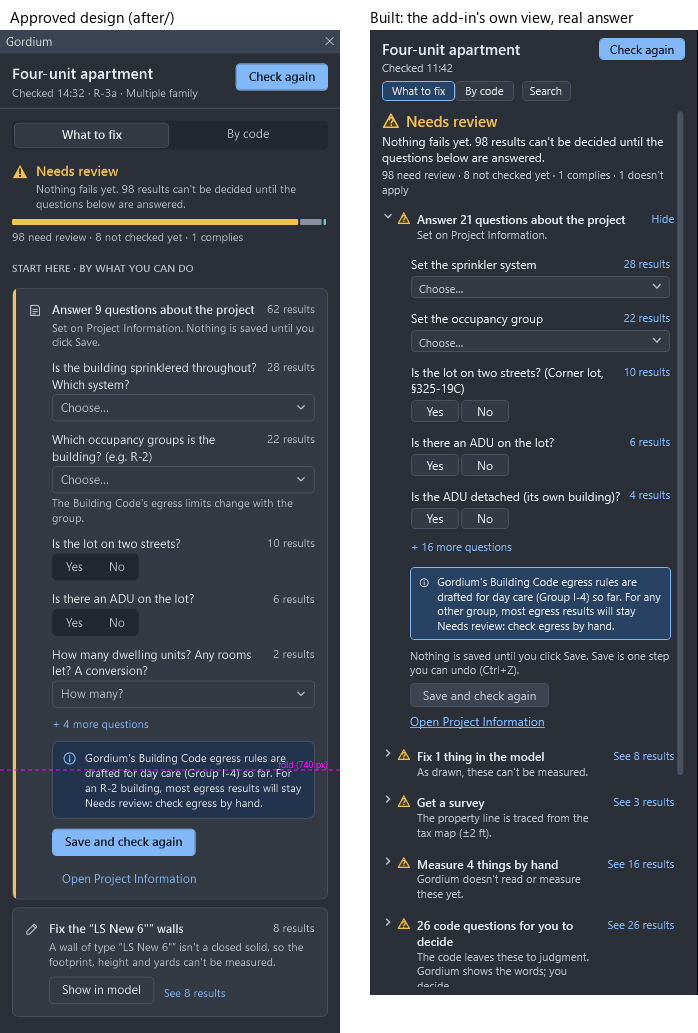 Approved design (after/)
Gordium
Four-unit apartment
Checked 14:32 · R-3a · Multiple family
Check again
What to fix
By code
Needs review
Nothing fails yet. 98 results can't be decided until the
questions below are answered.
98 need review · 8 not checked yet · 1 complies
START HERE · BY WHAT YOU CAN DO
Answer 9 questions about the project
62 results
Set on Project Information. Nothing is saved until you
click Save.
Is the building sprinklered throughout?
Which system?
28 results
Choose...
Which occupancy groups is the
building? (e.g. R-2)
22 results
Choose...
The Building Code's egress limits change with the
group.
Is the lot on two streets?
10 results
Yes
No
Is there an ADU on the lot?
6 results
Yes
No
How many dwelling units? Any rooms
let? A conversion?
2 results
How many?
+ 4 more questions
Gordium's Building Code egress rules are
drafted for day care (Group I-4) so far. For
an R-2 building, most egress results will stay
Needs review: check egress by hand.
fold (740 px)
Save and check again
Open Project Information
Fix the "LS New 6"" walls
8 results
A wall of type "LS New 6"" isn't a closed solid, so the
footprint, height and yards can't be measured.
Show in model
See 8 results
Built: the add-in's own view, real answer
Four-unit apartment
Checked 11:42
Check again
What to fix
By code
Search
Needs review
Nothing fails yet. 98 results can't be decided until the
questions below are answered.
98 need review · 8 not checked yet · 1 complies · 1 doesn't
apply
Answer 21 questions about the project
Hide
Set on Project Information.
Set the sprinkler system
28 results
Choose...
Set the occupancy group
22 results
Choose...
Is the lot on two streets? (Corner lot,
§325-19C)
10 results
Yes
No
Is there an ADU on the lot?
6 results
Yes
No
Is the ADU detached (its own building)?
4 results
Yes
No
+ 16 more questions
Gordium's Building Code egress rules are
drafted for day care (Group I-4) so far. For any
other group, most egress results will stay
Needs review: check egress by hand.
Nothing is saved until you click Save. Save is one step
you can undo (Ctrl+Z).
Save and check again
Open Project Information
Fix 1 thing in the model
See 8 results
As drawn, these can't be measured.
Get a survey
See 3 results
The property line is traced from the
tax map (±2 ft).
Measure 4 things by hand
See 16 results
Gordium doesn't read or measure
these yet.
26 code questions for you to
decide
See 26 results
The code leaves these to judgment.
Gordium shows the words; you
decide.